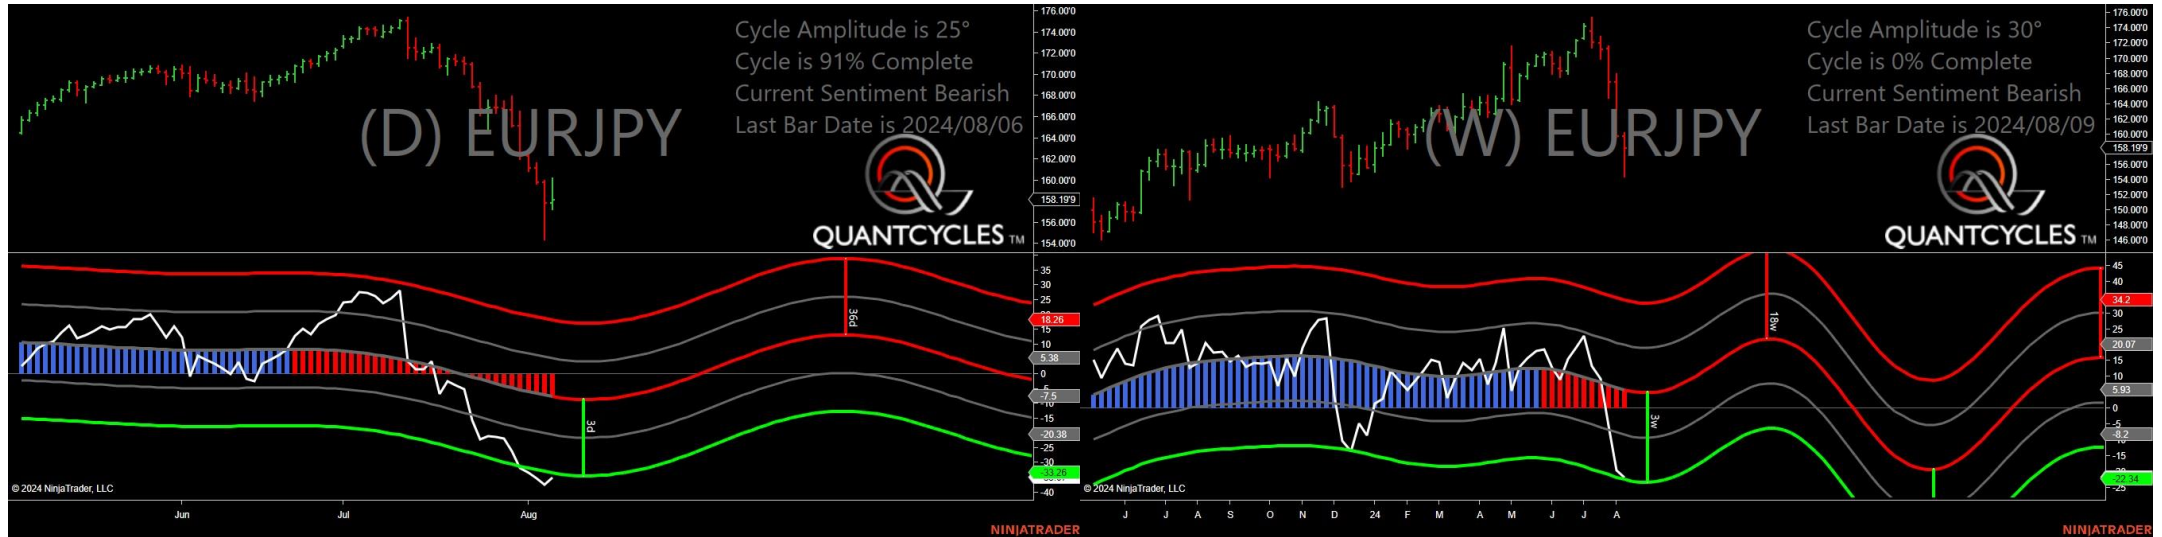 Cycle Amplitude is 25°
Cycle is 91% Complete
Current Sentiment Bearish
Last Bar Date is 2024/08/06
(D) EURJPY
QUANTCYCLES TM
176.00'0
174.00'0
172.00'0
170.00'0
168.00'0
166.00'0
164.00'0
162.00'0
160.00'0
158.19'9
156.00'0
154.00'0
35
30
25
18.26
15
10
5.38
0
-5
-7.5
-10
-15
-20.38
-25
-30
-33.26
-40
36d
3d
© 2024 NinjaTrader, LLC
Jun
Jul
Aug
NINJATRADER
Cycle Amplitude is 30°
Cycle is 0% Complete
Current Sentiment Bearish
Last Bar Date is 2024/08/09
(W) EURJPY
QUANTCYCLES TM
176.00'0
174.00'0
172.00'0
170.00'0
168.00'0
166.00'0
164.00'0
162.00'0
160.00'0
158.19'9
156.00'0
154.00'0
152.00'0
150.00'0
148.00'0
146.00'0
45
40
34.2
30
25
20.07
15
10
5.93
0
-5
-8.2
-15
-22.34
-25
18w
3w
© 2024 NinjaTrader, LLC
J J A S O N D 24 F M A M J J A
NINJATRADER